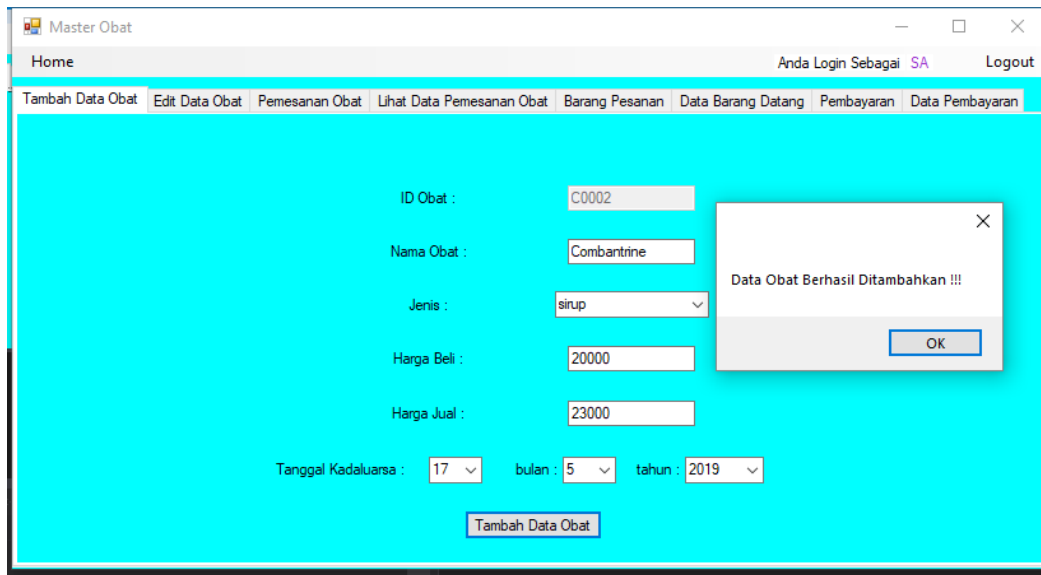 Master Obat
Home Anda Login Sebagai SA Logout
Tambah Data Obat Edit Data Obat Pemesanan Obat Lihat Data Pemesanan Obat Barang Pesanan Data Barang Datang Pembayaran Data Pembayaran
ID Obat : C0002
Nama Obat : Combantrine
Jenis : sirup
Harga Beli : 20000
Harga Jual : 23000
Tanggal Kadaluarsa : 17 bulan : 5 tahun : 2019
Tambah Data Obat
Data Obat Berhasil Ditambahkan !!!
OK